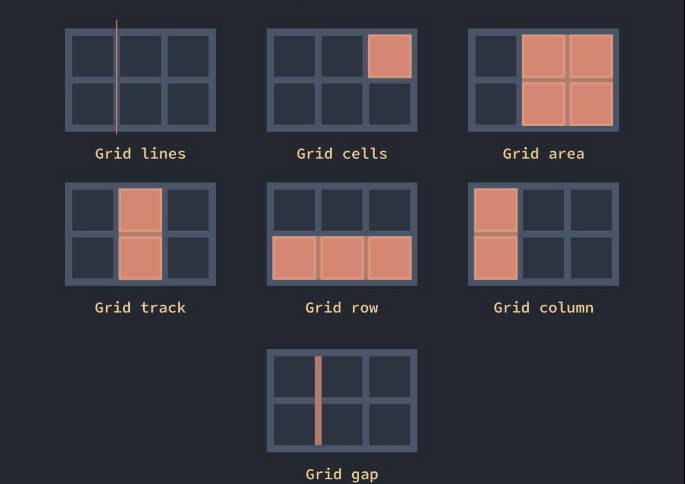 Grid lines
Grid cells
Grid area
Grid track
Grid row
Grid column
Grid gap